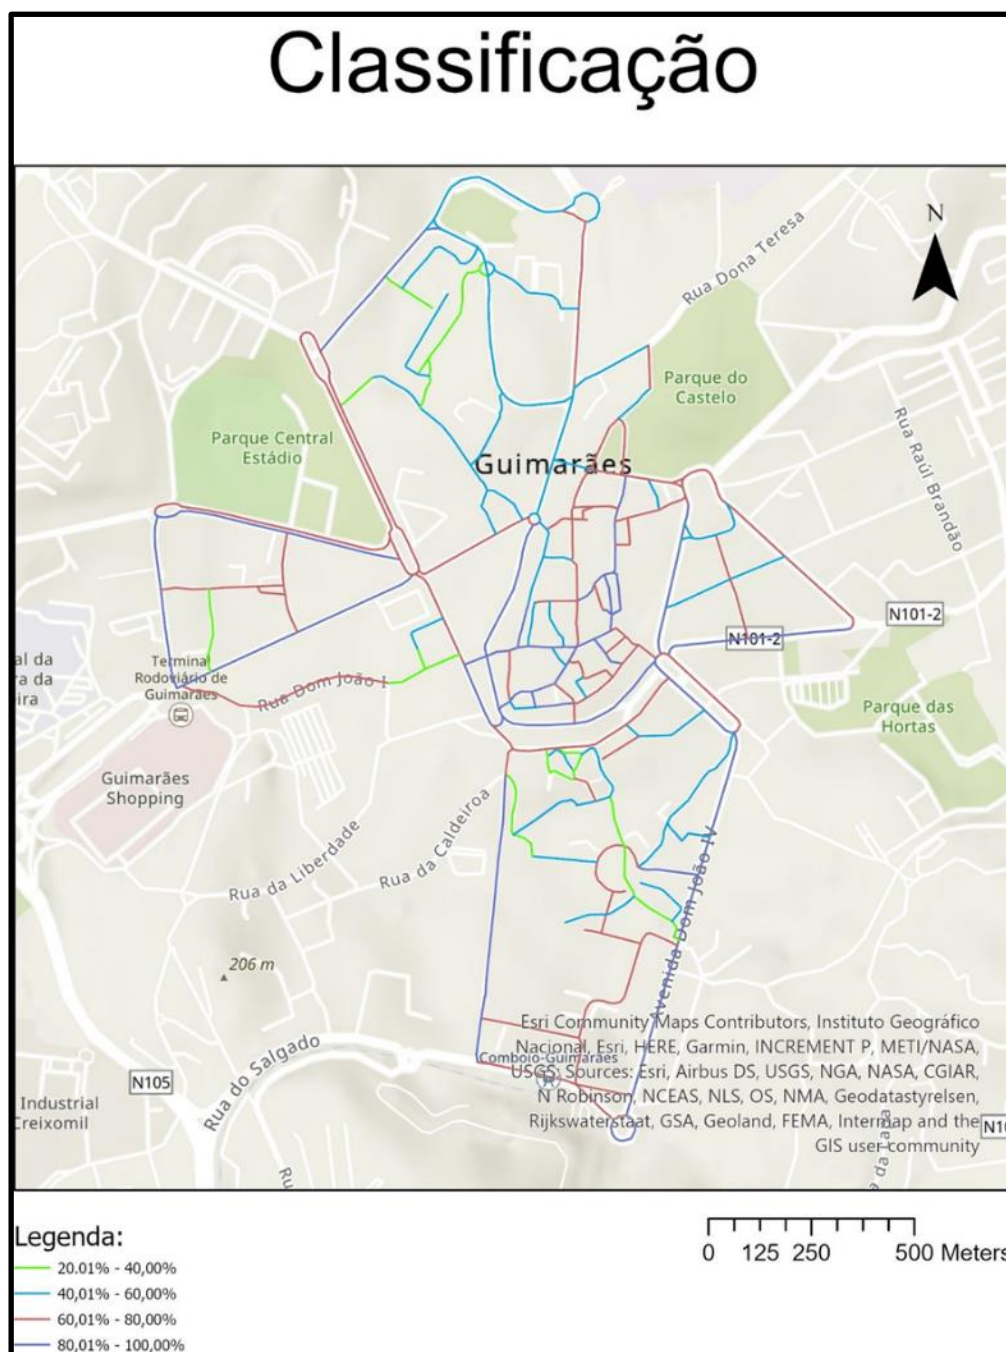 Classificação
N
Rua Dona Teresa
Parque do
Castelo
Parque Central
Estádio
Guimarães
Rua Raúl Brandão
N101-2
N101-2
al da
ra da
eira
Terminal
Rodoviário de
Guimarães
Rua Dom João I
Parque das
Hortas
Guimarães
Shopping
Rua da Liberdade
Rua da Caldeiroa
Avenida Dom João IV
206 m
Rua do Salgado
N105
Industrial
Creixomil
Ru
Comboio-Guimarães
Esri Community Maps Contributors, Instituto Geográfico
Nacional, Esri, HERE, Garmin, INCREMENT P, METI/NASA,
USGS; Sources: Esri, Airbus DS, USGS, NGA, NASA, CGIAR,
N Robinson, NCEAS, NLS, OS, NMA, Geodatastyrelsen,
Rijkswaterstaat, GSA, Geoland, FEMA, Intermap and the
GIS user community
N10
Legenda:
20.01% - 40,00%
40,01% - 60,00%
60,01% - 80,00%
80,01% - 100,00%
0 125 250 500 Meters